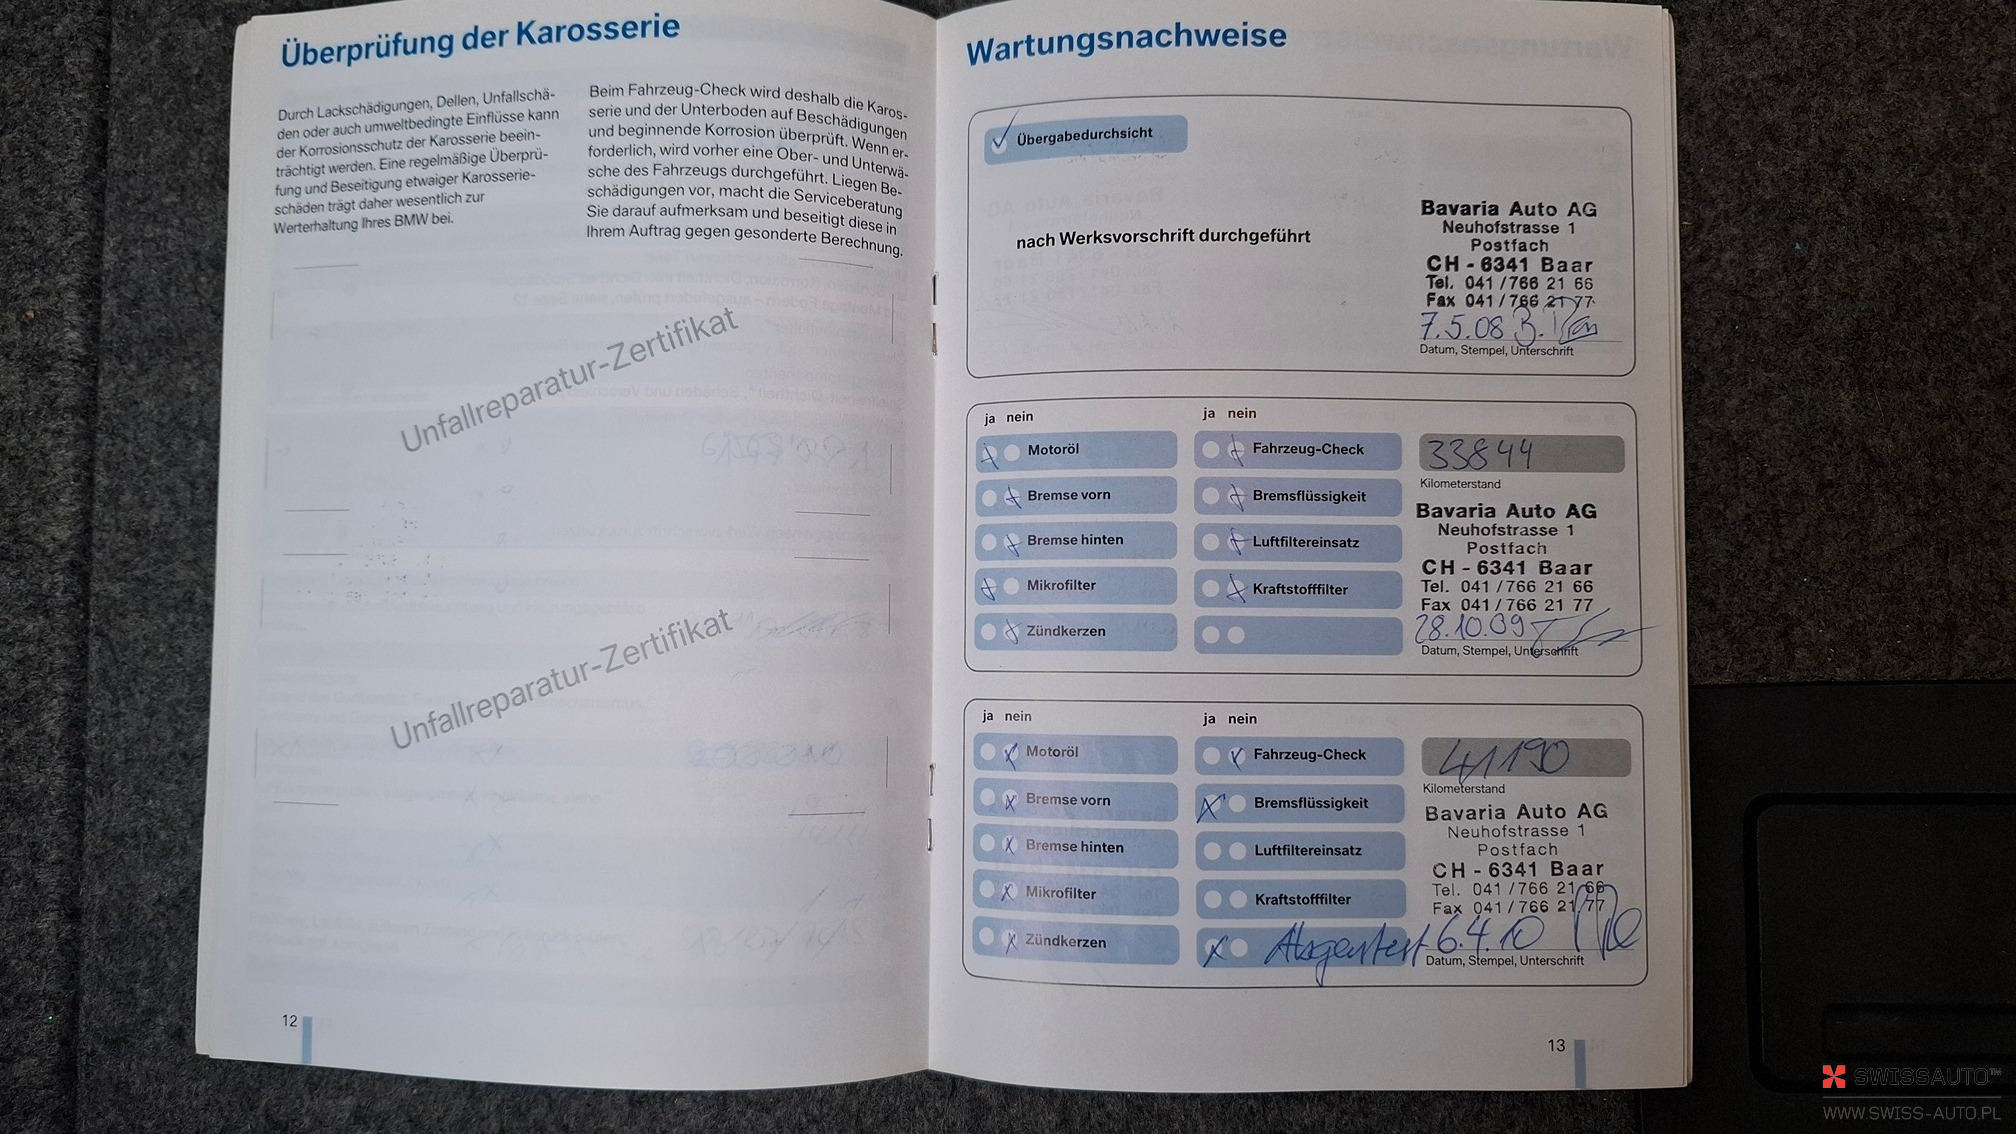 Überprüfung der Karosserie
Durch Lackschädigungen, Dellen, Unfallschä-
den oder auch umweltbedingte Einflüsse kann
der Korrosionsschutz der Karosserie beein-
trächtigt werden. Eine regelmäßige Überprü-
fung und Beseitigung etwaiger Karosserie-
schäden trägt daher wesentlich zur
Werterhaltung Ihres BMW bei.
Beim Fahrzeug-Check wird deshalb die Karos-
serie und der Unterboden auf Beschädigungen
und beginnende Korrosion überprüft. Wenn er-
forderlich, wird vorher eine Ober- und Unterwä-
sche des Fahrzeugs durchgeführt. Liegen Be-
schädigungen vor, macht die Serviceberatung
Sie darauf aufmerksam und beseitigt diese in
Ihrem Auftrag gegen gesonderte Berechnung.
Unfallreparatur-Zertifikat
Unfallreparatur-Zertifikat
12
Wartungsnachweise
Übergabedurchsicht
nach Werksvorschrift durchgeführt
Bavaria Auto AG
Neuhofstrasse 1
Postfach
CH - 6341 Baar
Tel. 041/766 21 66
Fax 041/766 21 77
7.5.08
Datum, Stempel, Unterschrift
ja nein
Motoröl
Bremse vorn
Bremse hinten
Mikrofilter
Zündkerzen
ja nein
Fahrzeug-Check
Bremsflüssigkeit
Luftfiltereinsatz
Kraftstofffilter
33844
Kilometerstand
Bavaria Auto AG
Neuhofstrasse 1
Postfach
CH - 6341 Baar
Tel. 041/766 21 66
Fax 041/766 21 77
28.10.09
Datum, Stempel, Unterschrift
ja nein
Motoröl
Bremse vorn
Bremse hinten
Mikrofilter
Zündkerzen
ja nein
Fahrzeug-Check
Bremsflüssigkeit
Luftfiltereinsatz
Kraftstofffilter
Abgastest
41190
Kilometerstand
Bavaria Auto AG
Neuhofstrasse 1
Postfach
CH - 6341 Baar
Tel. 041/766 21 66
Fax 041/766 21 77
6.4.10
Datum, Stempel, Unterschrift
13
SWISSAUTO™
WWW.SWISS-AUTO.PL